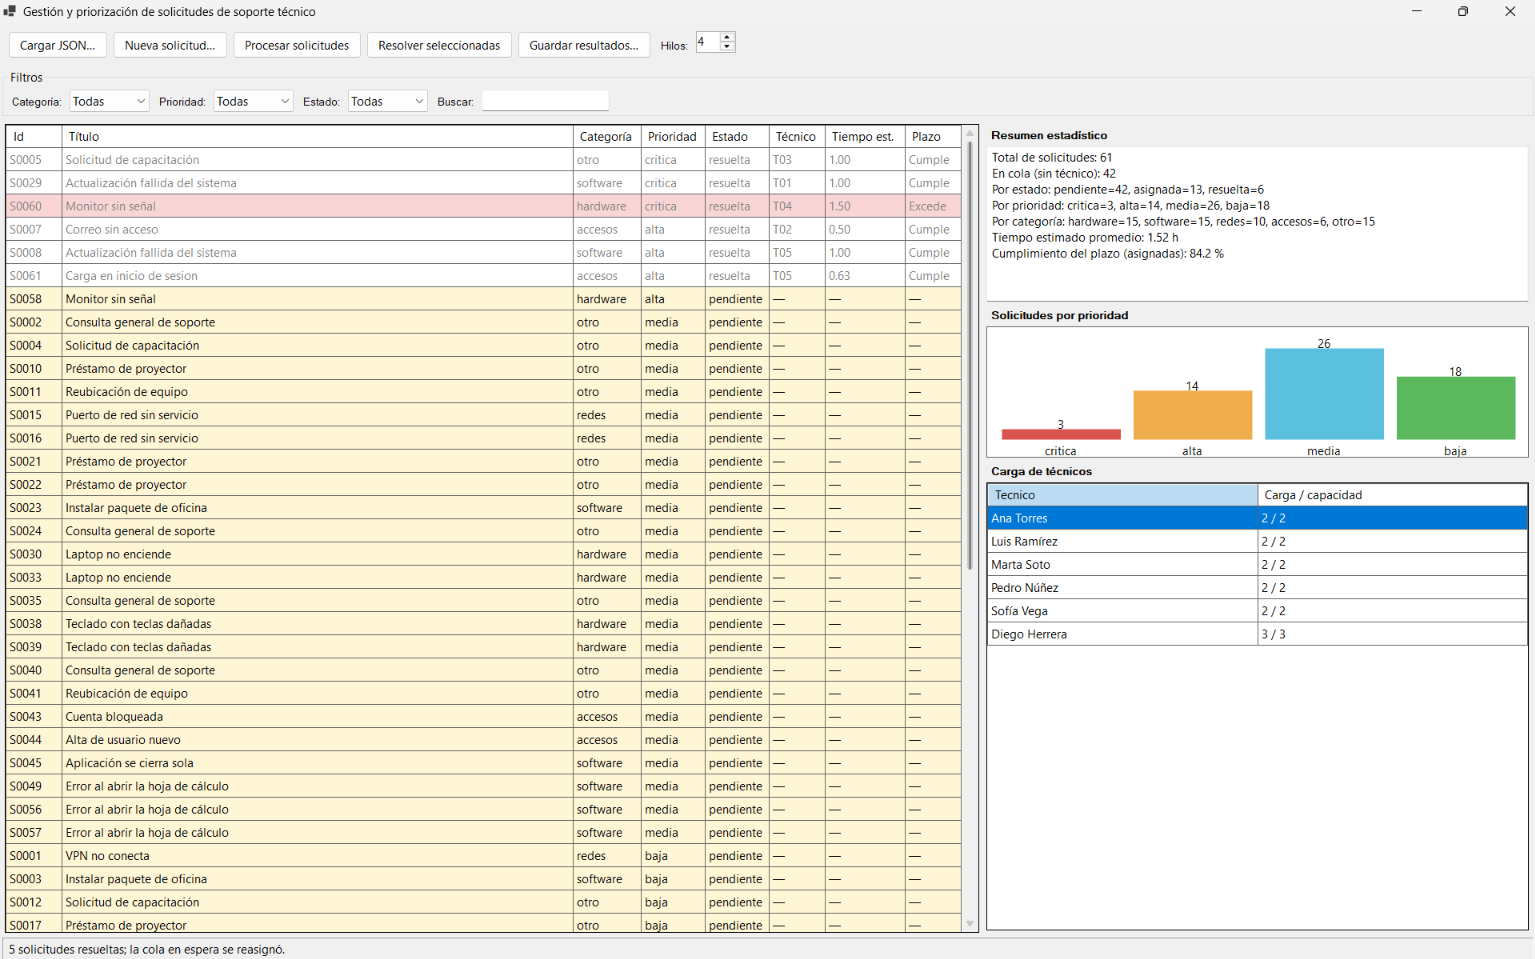 Gestión y priorización de solicitudes de soporte técnico
Cargar JSON... Nueva solicitud... Procesar solicitudes Resolver seleccionadas Guardar resultados... Hilos: 4
Filtros
Categoría: Todas Prioridad: Todas Estado: Todas Buscar:
Id Título Categoría Prioridad Estado Técnico Tiempo est. Plazo
S0005 Solicitud de capacitación otro critica resuelta T03 1.00 Cumple
S0029 Actualización fallida del sistema software critica resuelta T01 1.00 Cumple
S0060 Monitor sin señal hardware critica resuelta T04 1.50 Excede
S0007 Correo sin acceso accesos alta resuelta T02 0.50 Cumple
S0008 Actualización fallida del sistema software alta resuelta T05 1.00 Cumple
S0061 Carga en inicio de sesion accesos alta resuelta T05 0.63 Cumple
S0058 Monitor sin señal hardware alta pendiente — — —
S0002 Consulta general de soporte otro media pendiente — — —
S0004 Solicitud de capacitación otro media pendiente — — —
S0010 Préstamo de proyector otro media pendiente — — —
S0011 Reubicación de equipo otro media pendiente — — —
S0015 Puerto de red sin servicio redes media pendiente — — —
S0016 Puerto de red sin servicio redes media pendiente — — —
S0021 Préstamo de proyector otro media pendiente — — —
S0022 Préstamo de proyector otro media pendiente — — —
S0023 Instalar paquete de oficina software media pendiente — — —
S0024 Consulta general de soporte otro media pendiente — — —
S0030 Laptop no enciende hardware media pendiente — — —
S0033 Laptop no enciende hardware media pendiente — — —
S0035 Consulta general de soporte otro media pendiente — — —
S0038 Teclado con teclas dañadas hardware media pendiente — — —
S0039 Teclado con teclas dañadas hardware media pendiente — — —
S0040 Consulta general de soporte otro media pendiente — — —
S0041 Reubicación de equipo otro media pendiente — — —
S0043 Cuenta bloqueada accesos media pendiente — — —
S0044 Alta de usuario nuevo accesos media pendiente — — —
S0045 Aplicación se cierra sola software media pendiente — — —
S0049 Error al abrir la hoja de cálculo software media pendiente — — —
S0056 Error al abrir la hoja de cálculo software media pendiente — — —
S0057 Error al abrir la hoja de cálculo software media pendiente — — —
S0001 VPN no conecta redes baja pendiente — — —
S0003 Instalar paquete de oficina software baja pendiente — — —
S0012 Solicitud de capacitación otro baja pendiente — — —
S0017 Préstamo de proyector otro baja pendiente — — —
Resumen estadístico
Total de solicitudes: 61
En cola (sin técnico): 42
Por estado: pendiente=42, asignada=13, resuelta=6
Por prioridad: critica=3, alta=14, media=26, baja=18
Por categoría: hardware=15, software=15, redes=10, accesos=6, otro=15
Tiempo estimado promedio: 1.52 h
Cumplimiento del plazo (asignadas): 84.2 %
Solicitudes por prioridad
3 14 26 18
critica alta media baja
Carga de técnicos
Tecnico Carga / capacidad
Ana Torres 2 / 2
Luis Ramírez 2 / 2
Marta Soto 2 / 2
Pedro Núñez 2 / 2
Sofía Vega 2 / 2
Diego Herrera 3 / 3
5 solicitudes resueltas; la cola en espera se reasignó.